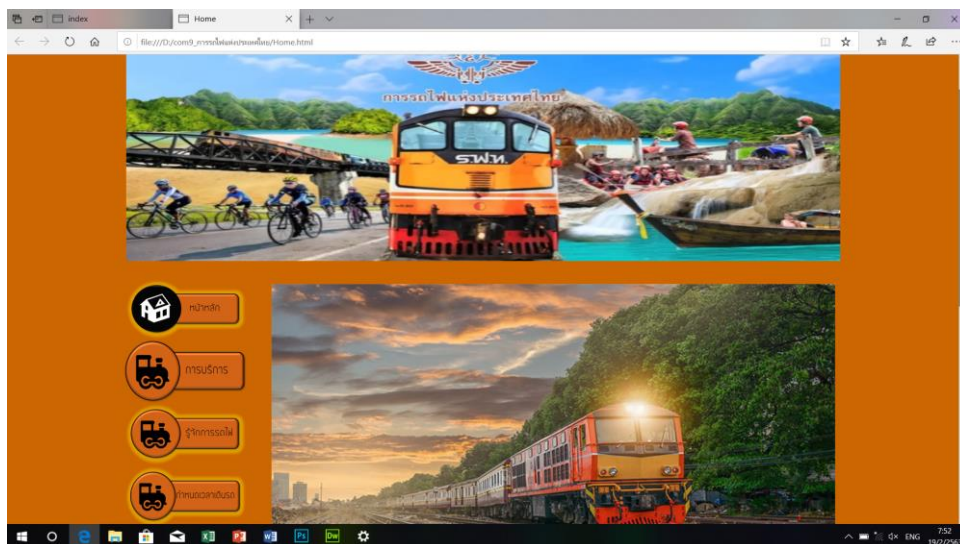 index
Home
file:///D:/com9_การรถไฟแห่งประเทศไทย/Home.html
การรถไฟแห่งประเทศไทย
รฟท.
หน้าหลัก
การบริการ
รู้จักการรถไฟ
กำหนดเวลาเดินรถ
ENG
7:52
19/2/256